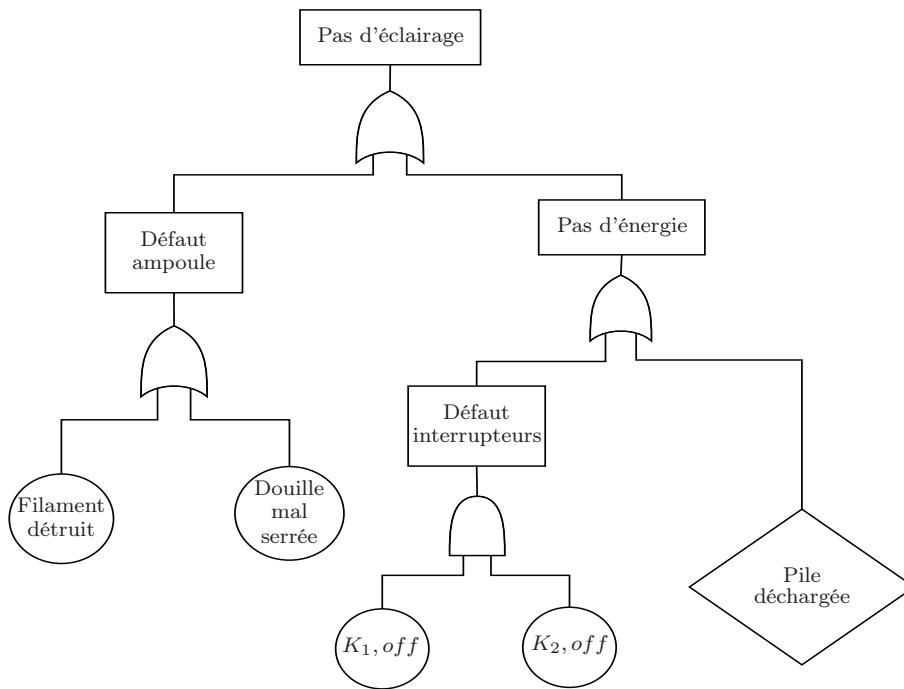 Pas d'éclairage
Pas d'énergie
Défaut
ampoule
Défaut
interrupteurs
Filament
détruit
Douille
mal
serrée
Pile
déchargée
K₁, off
K₂, off